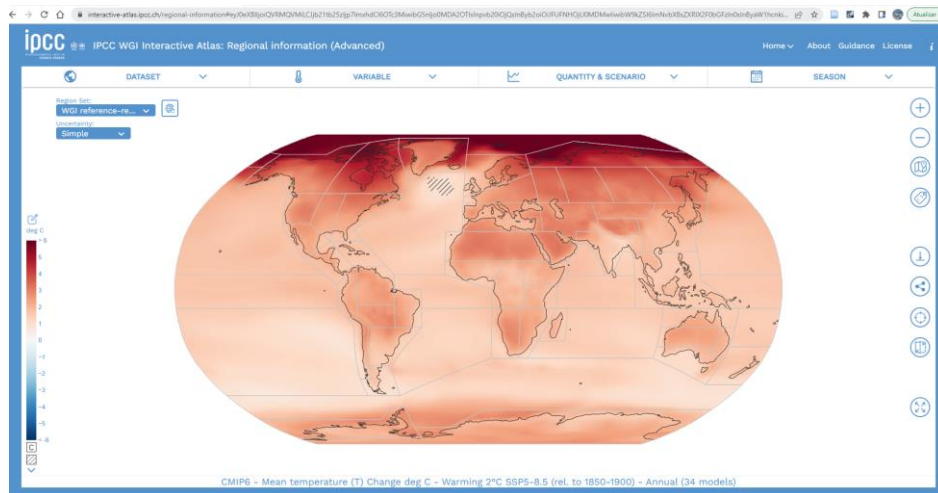 interactive-atlas.ipcc.ch/regional-information#
Actualizar
ipcc
IPCC WGI Interactive Atlas: Regional information (Advanced)
Home About Guidance License i
DATASET VARIABLE QUANTITY & SCENARIO SEASON
Region Set:
WGI reference-re...
Uncertainty:
Simple
deg C
4
3
2
1
0
-1
-2
-3
-4
-5
-6
C
CMIP6 - Mean temperature (T) Change deg C - Warming 2°C SSP5-8.5 (rel. to 1850-1900) - Annual (34 models)